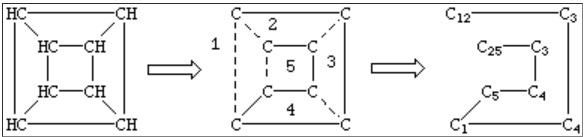 HC CH C C C₁₂ C₃
2
1
HC CH C C C₂₅ C₃
5 3
HC CH C C C₅ C₄
4
HC CH C C C₁ C₄